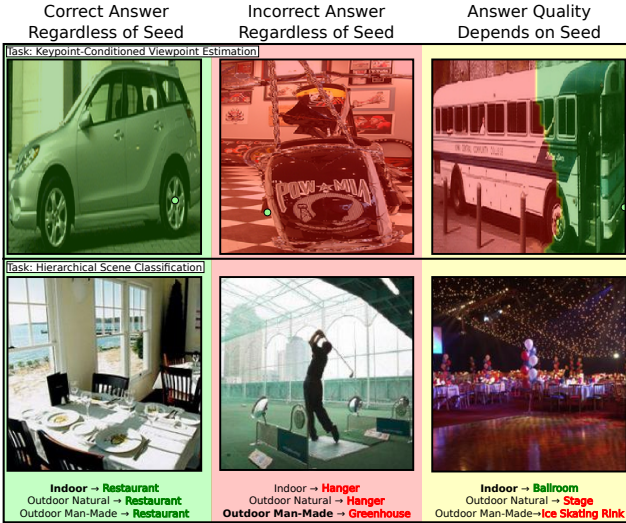 Correct Answer
Regardless of Seed
Incorrect Answer
Regardless of Seed
Answer Quality
Depends on Seed
Task: Keypoint-Conditioned Viewpoint Estimation
POW ★ MIA
Task: Hierarchical Scene Classification
Indoor → Restaurant
Outdoor Natural → Restaurant
Outdoor Man-Made → Restaurant
Indoor → Hanger
Outdoor Natural → Hanger
Outdoor Man-Made → Greenhouse
Indoor → Ballroom
Outdoor Natural → Stage
Outdoor Man-Made→Ice Skating Rink